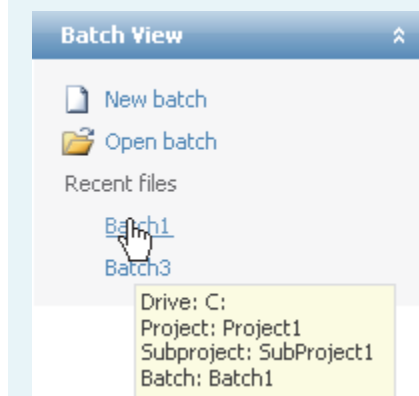 Batch View
New batch
Open batch
Recent files
Batch1
Batch3
Drive: C:
Project: Project1
Subproject: SubProject1
Batch: Batch1